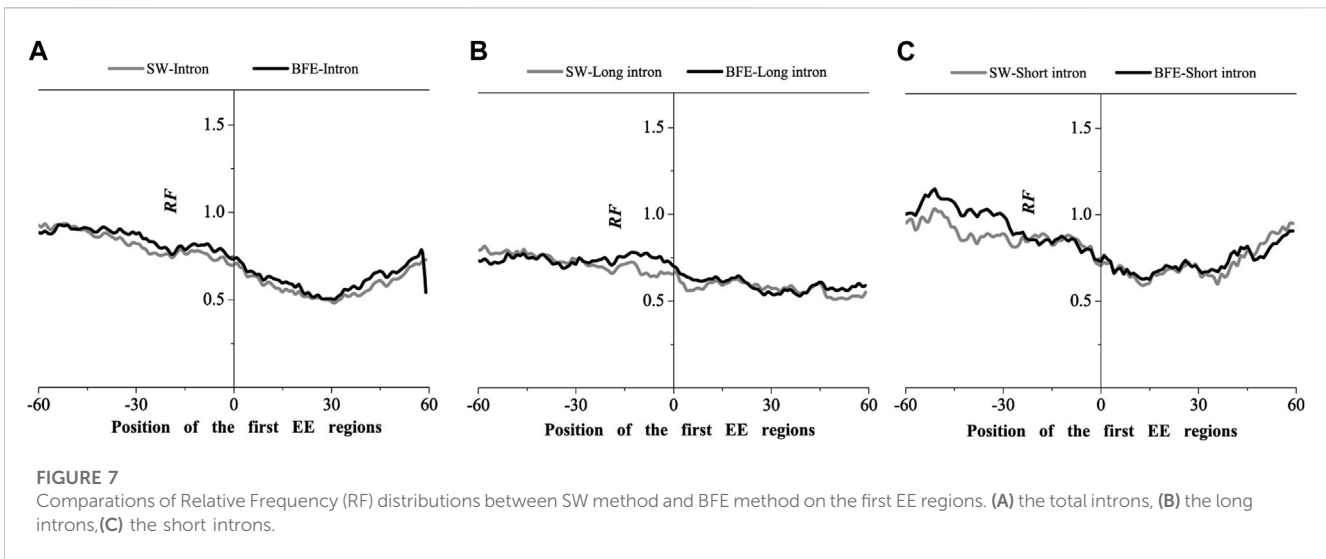 A
B
C
SW-Intron BFE-Intron
SW-Long intron BFE-Long intron
SW-Short intron BFE-Short intron
1.5
RF
1.0
0.5
-60 -30 0 30 60
Position of the first EE regions
1.5
RF
1.0
0.5
-60 -30 0 30 60
Position of the first EE regions
1.5
RF
1.0
0.5
-60 -30 0 30 60
Position of the first EE regions
FIGURE 7
Comparations of Relative Frequency (RF) distributions between SW method and BFE method on the first EE regions. (A) the total introns, (B) the long
introns,(C) the short introns.